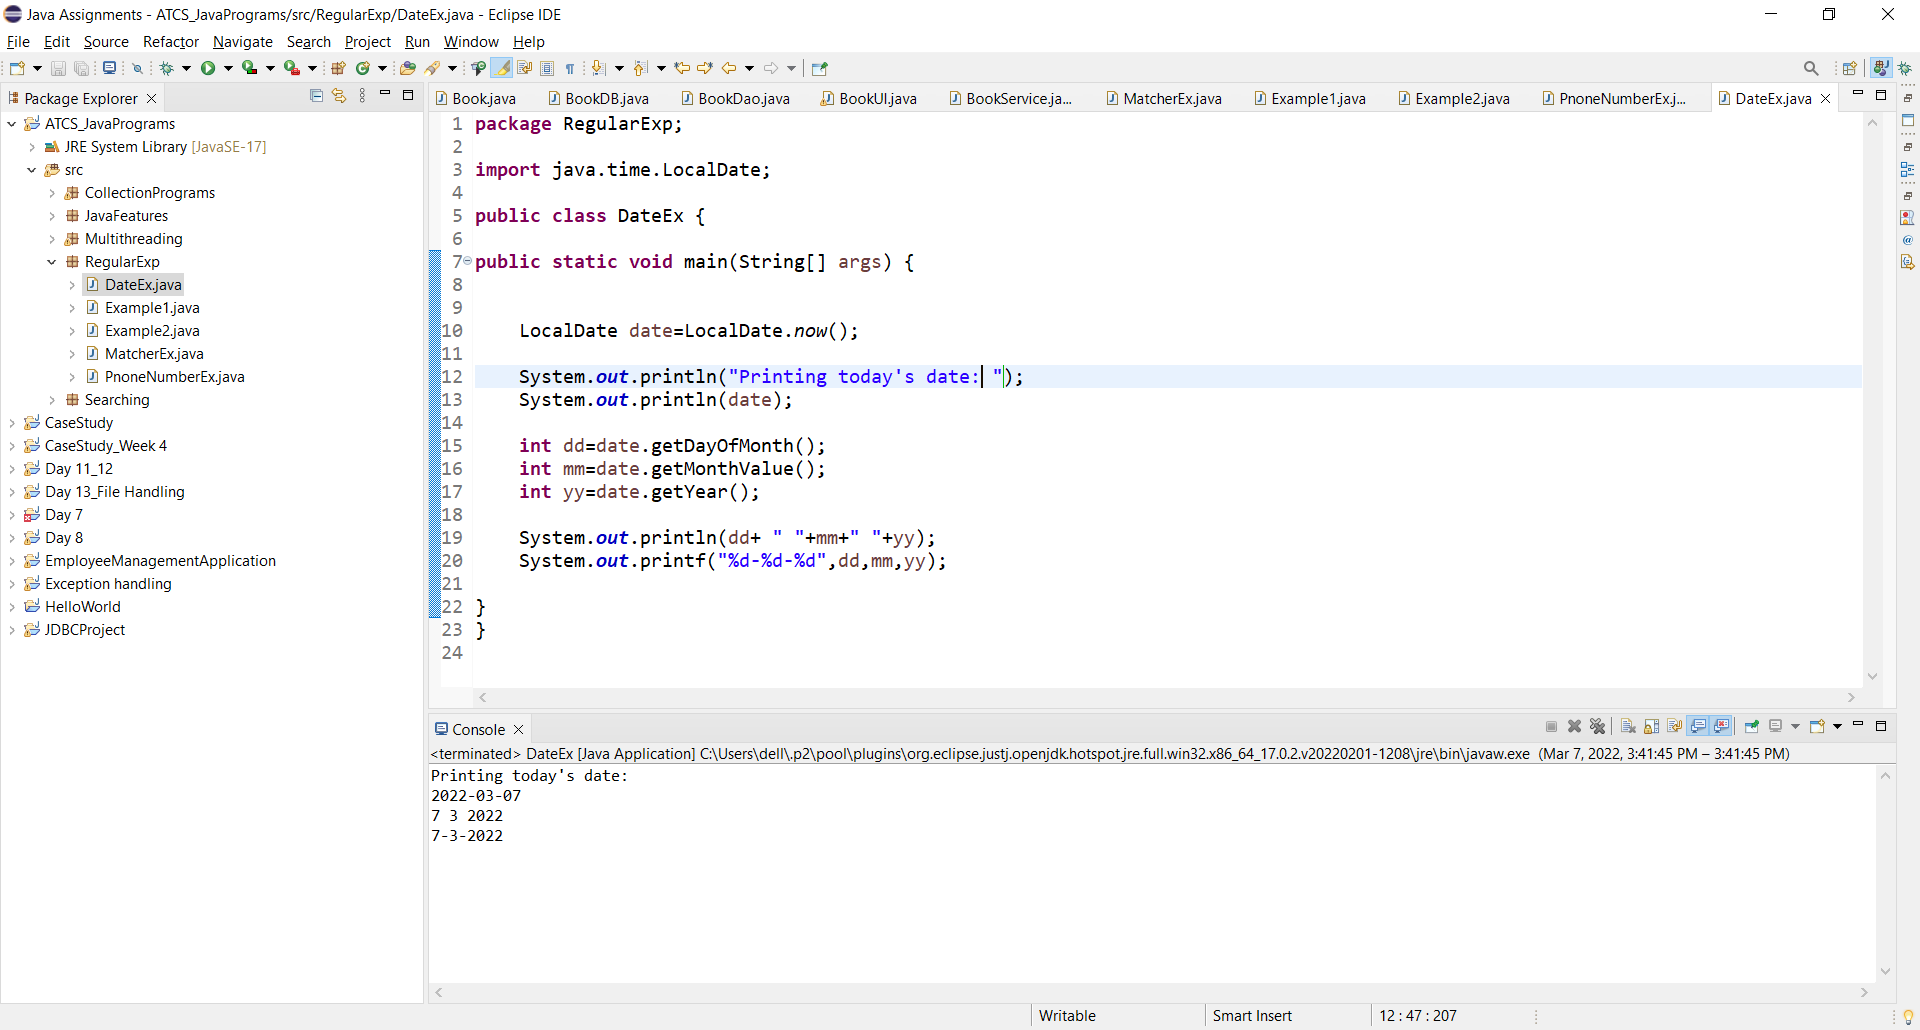 Java Assignments - ATCS_JavaPrograms/src/RegularExp/DateEx.java - Eclipse IDE
File Edit Source Refactor Navigate Search Project Run Window Help
Package Explorer
ATCS_JavaPrograms
JRE System Library [JavaSE-17]
src
CollectionPrograms
JavaFeatures
Multithreading
RegularExp
DateEx.java
Example1.java
Example2.java
MatcherEx.java
PnoneNumberEx.java
Searching
CaseStudy
CaseStudy_Week 4
Day 11_12
Day 13_File Handling
Day 7
Day 8
EmployeeManagementApplication
Exception handling
HelloWorld
JDBCProject
Book.java BookDB.java BookDao.java BookUI.java BookService.ja... MatcherEx.java Example1.java Example2.java PnoneNumberEx.j... DateEx.java
1 package RegularExp;
2
3 import java.time.LocalDate;
4
5 public class DateEx {
6
7 public static void main(String[] args) {
8
9
10 LocalDate date=LocalDate.now();
11
12 System.out.println("Printing today's date: ");
13 System.out.println(date);
14
15 int dd=date.getDayOfMonth();
16 int mm=date.getMonthValue();
17 int yy=date.getYear();
18
19 System.out.println(dd+ " "+mm+" "+yy);
20 System.out.printf("%d-%d-%d",dd,mm,yy);
21
22 }
23 }
24
Console
<terminated> DateEx [Java Application] C:\Users\dell\.p2\pool\plugins\org.eclipse.justj.openjdk.hotspot.jre.full.win32.x86_64_17.0.2.v20220201-1208\jre\bin\javaw.exe (Mar 7, 2022, 3:41:45 PM – 3:41:45 PM)
Printing today's date:
2022-03-07
7 3 2022
7-3-2022
Writable Smart Insert 12 : 47 : 207